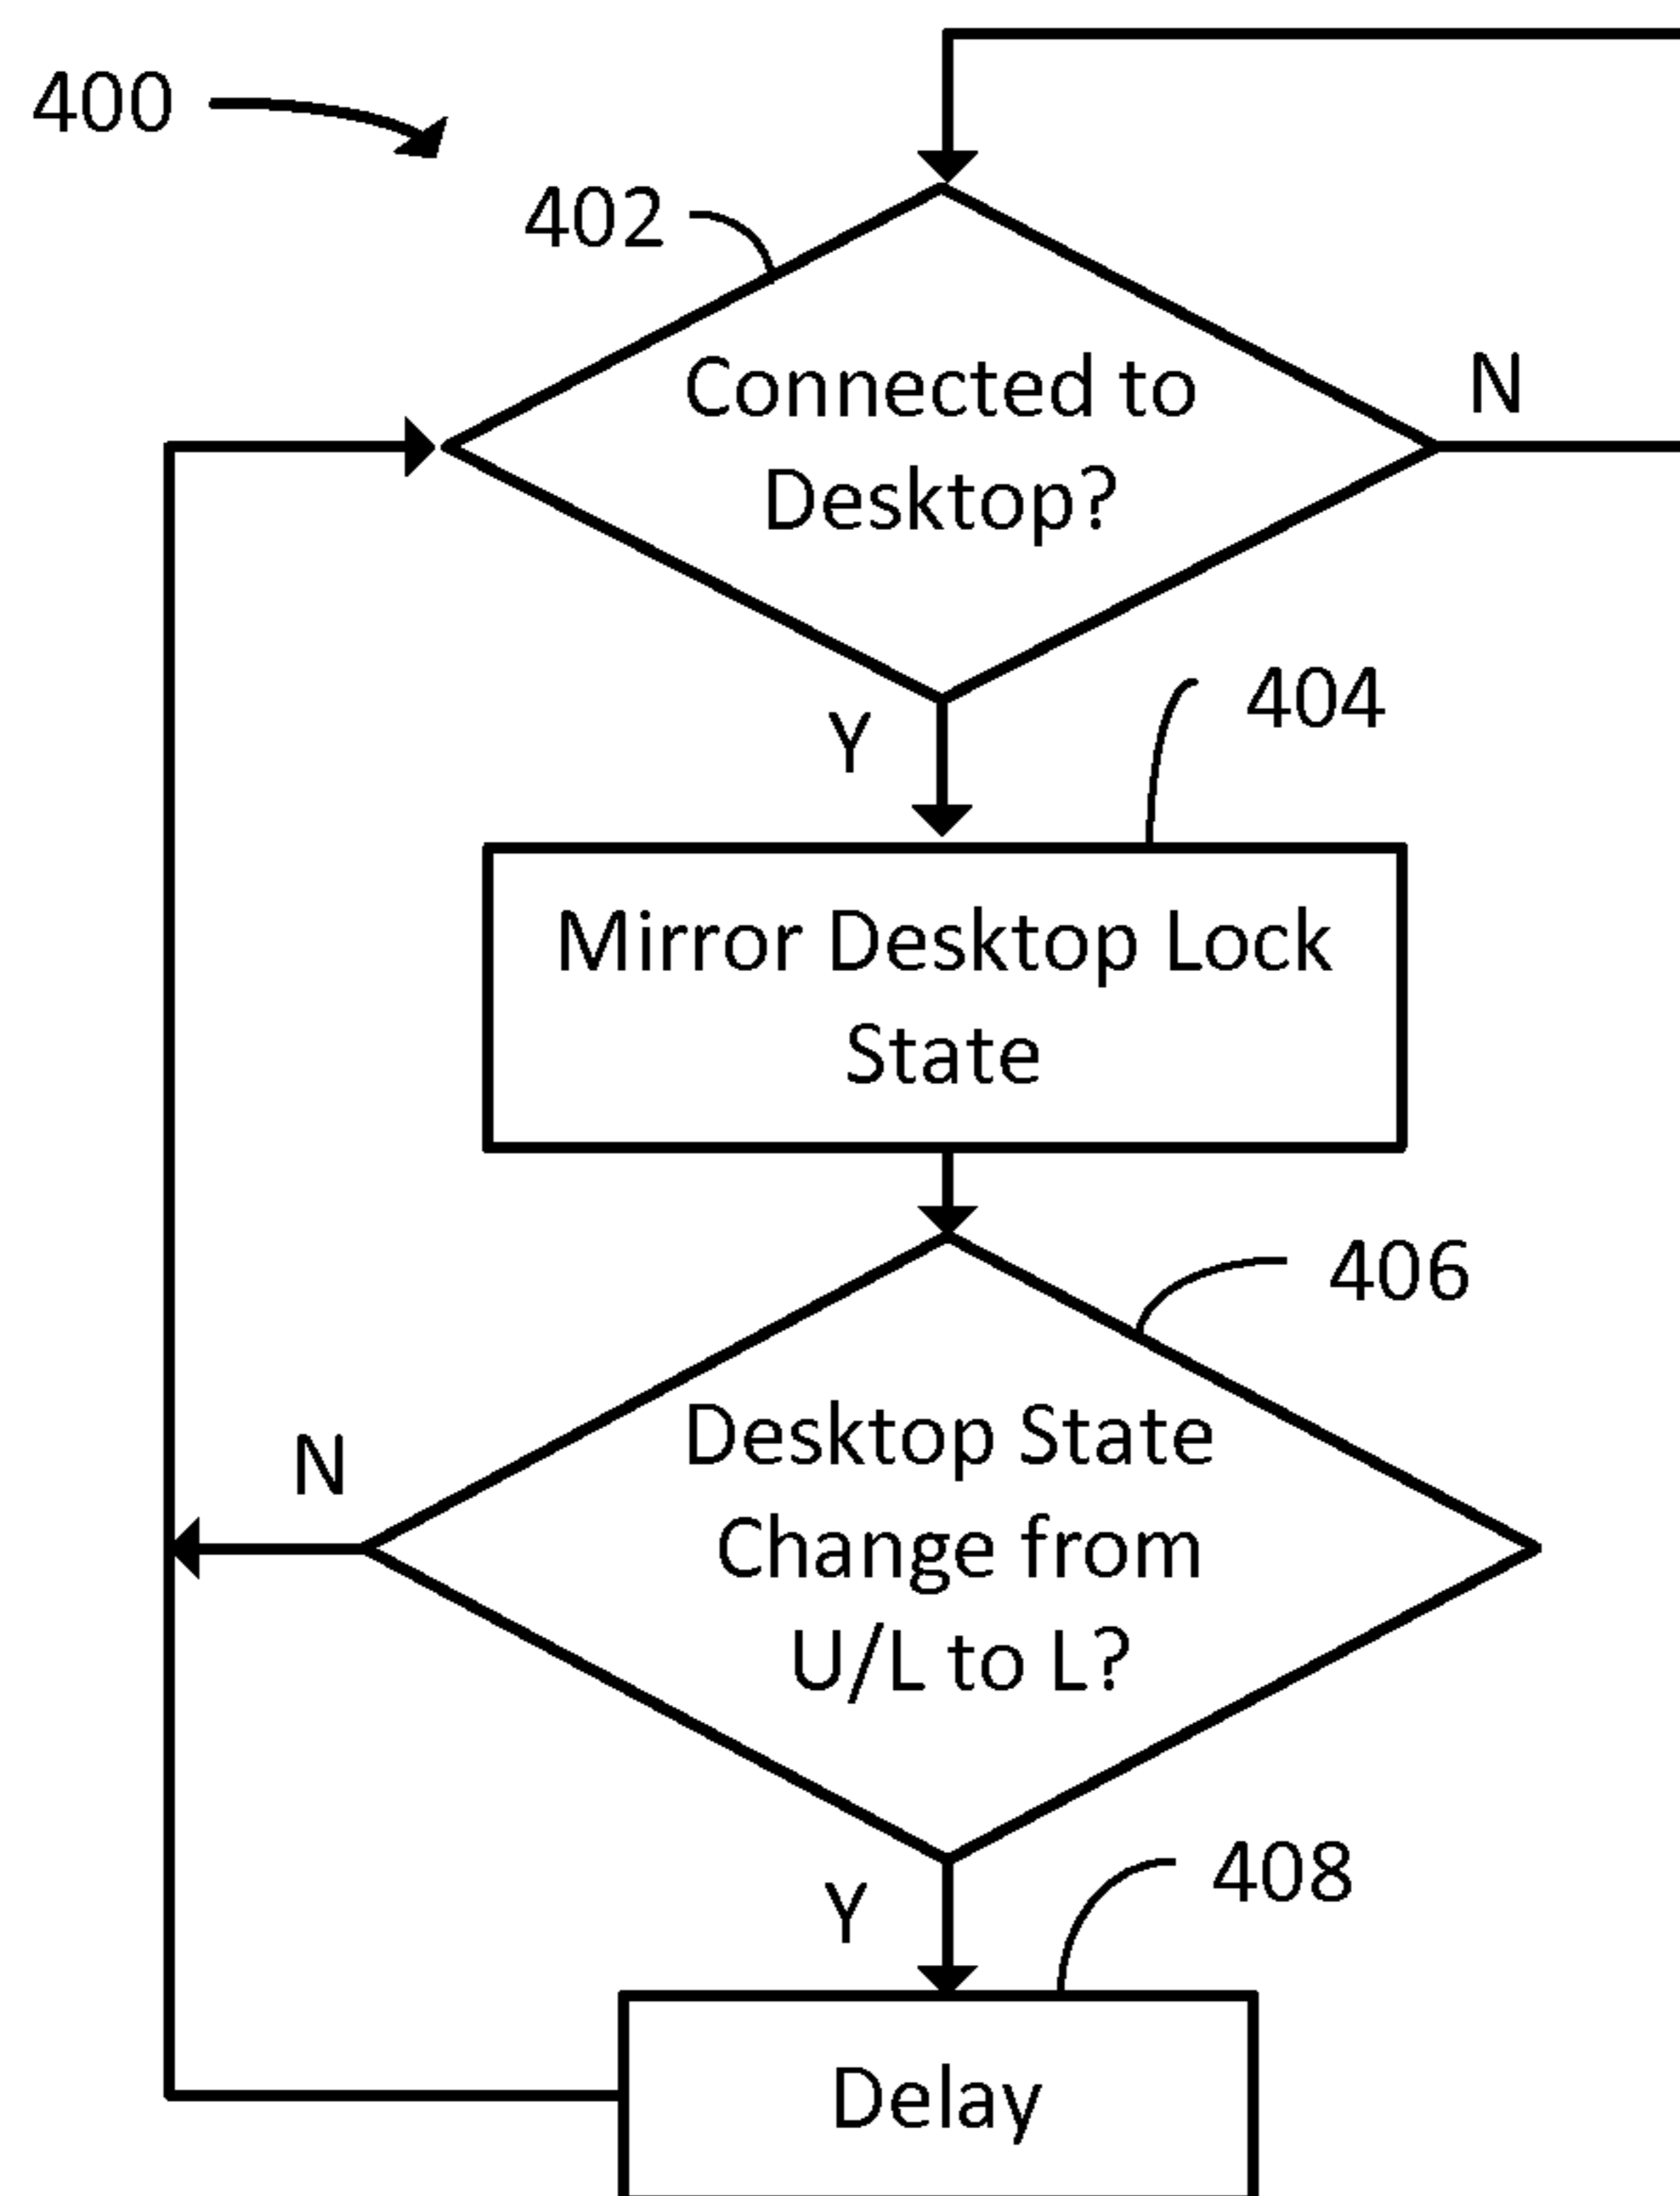 400
402
Connected to
Desktop?
N
Y
404
Mirror Desktop Lock
State
406
Desktop State
Change from
U/L to L?
N
Y
408
Delay